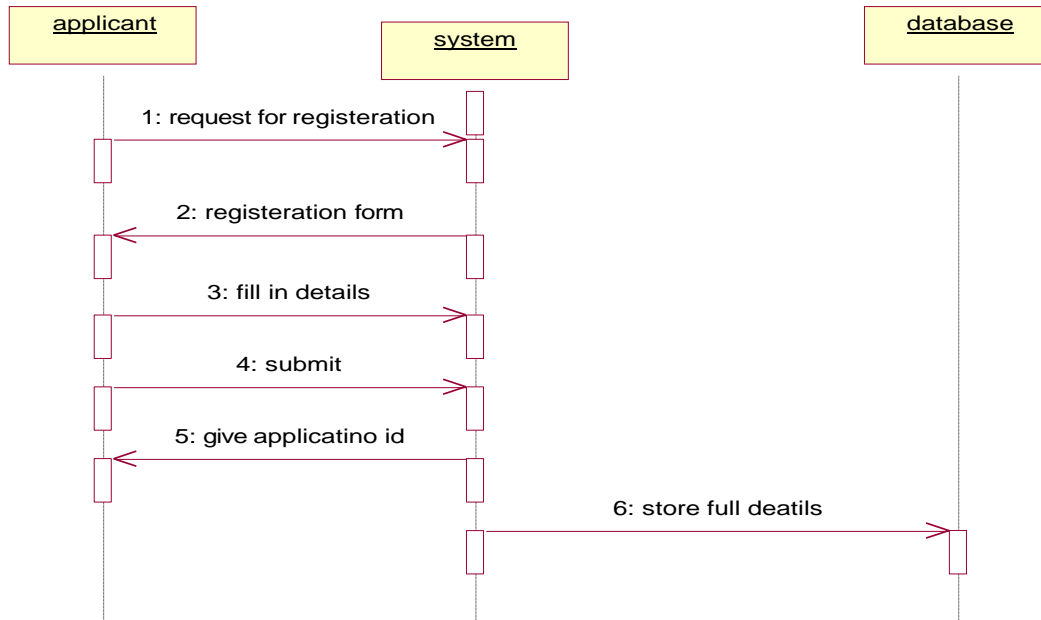 applicant
system
database
1: request for registeration
2: registeration form
3: fill in details
4: submit
5: give applicatino id
6: store full deatils